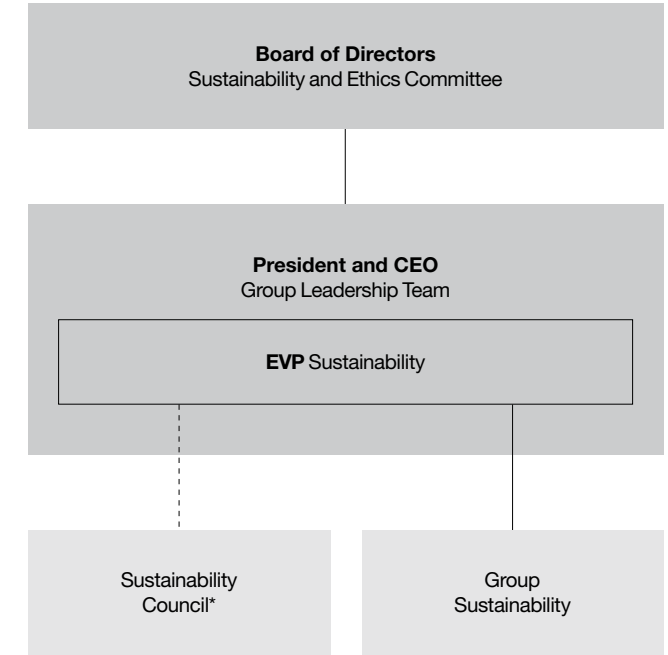 Board of Directors
Sustainability and Ethics Committee
President and CEO
Group Leadership Team
EVP Sustainability
Sustainability
Council*
Group
Sustainability